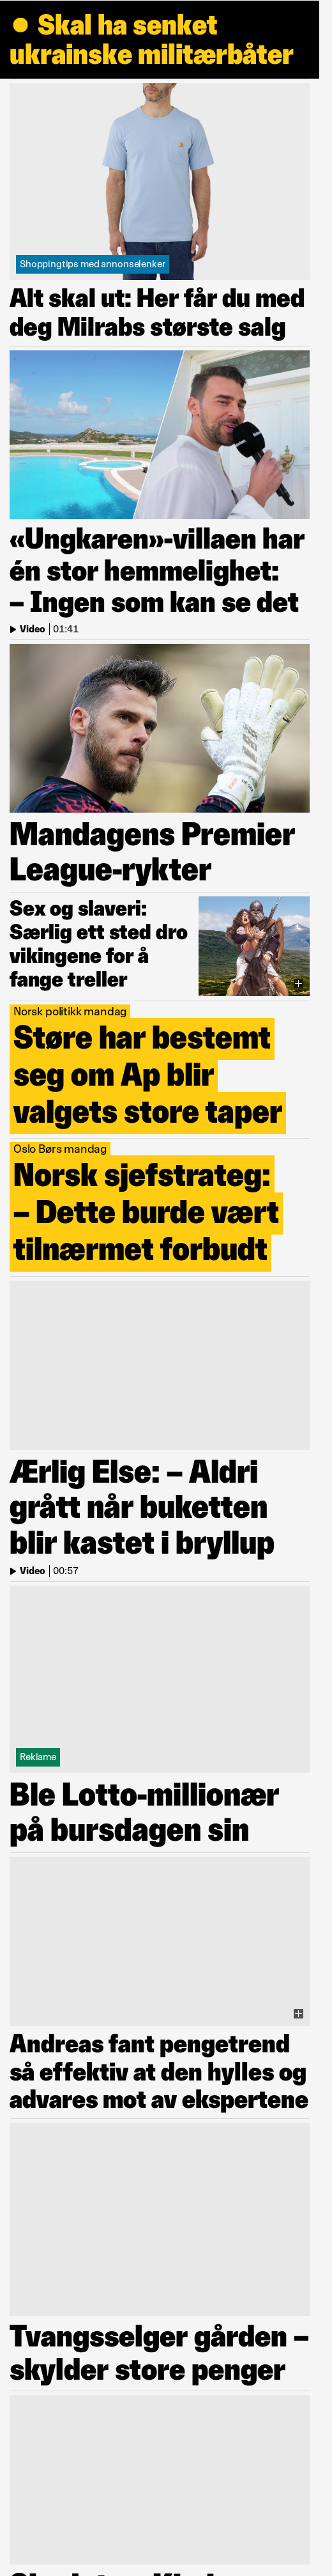 Skal ha senket
ukrainske militærbåter
Shoppingtips med annonselenker
Alt skal ut: Her får du med
deg Milrabs største salg
«Ungkaren»-villaen har
én stor hemmelighet:
– Ingen som kan se det
Video | 01:41
Mandagens Premier
League-rykter
Sex og slaveri:
Særlig ett sted dro
vikingene for å
fange treller
Norsk politikk mandag
Støre har bestemt
seg om Ap blir
valgets store taper
Oslo Børs mandag
Norsk sjefstrateg:
– Dette burde vært
tilnærmet forbudt
Ærlig Else: – Aldri
grått når buketten
blir kastet i bryllup
Video | 00:57
Reklame
Ble Lotto-millionær
på bursdagen sin
Andreas fant pengetrend
så effektiv at den hylles og
advares mot av ekspertene
Tvangsselger gården –
skylder store penger